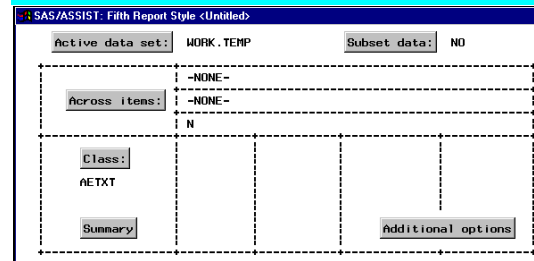 SAS/ASSIST: Fifth Report Style <Untitled>
Active data set: WORK.TEMP Subset data: NO
-NONE-
Across items: -NONE-
N
Class:
AETXT
Summary Additional options